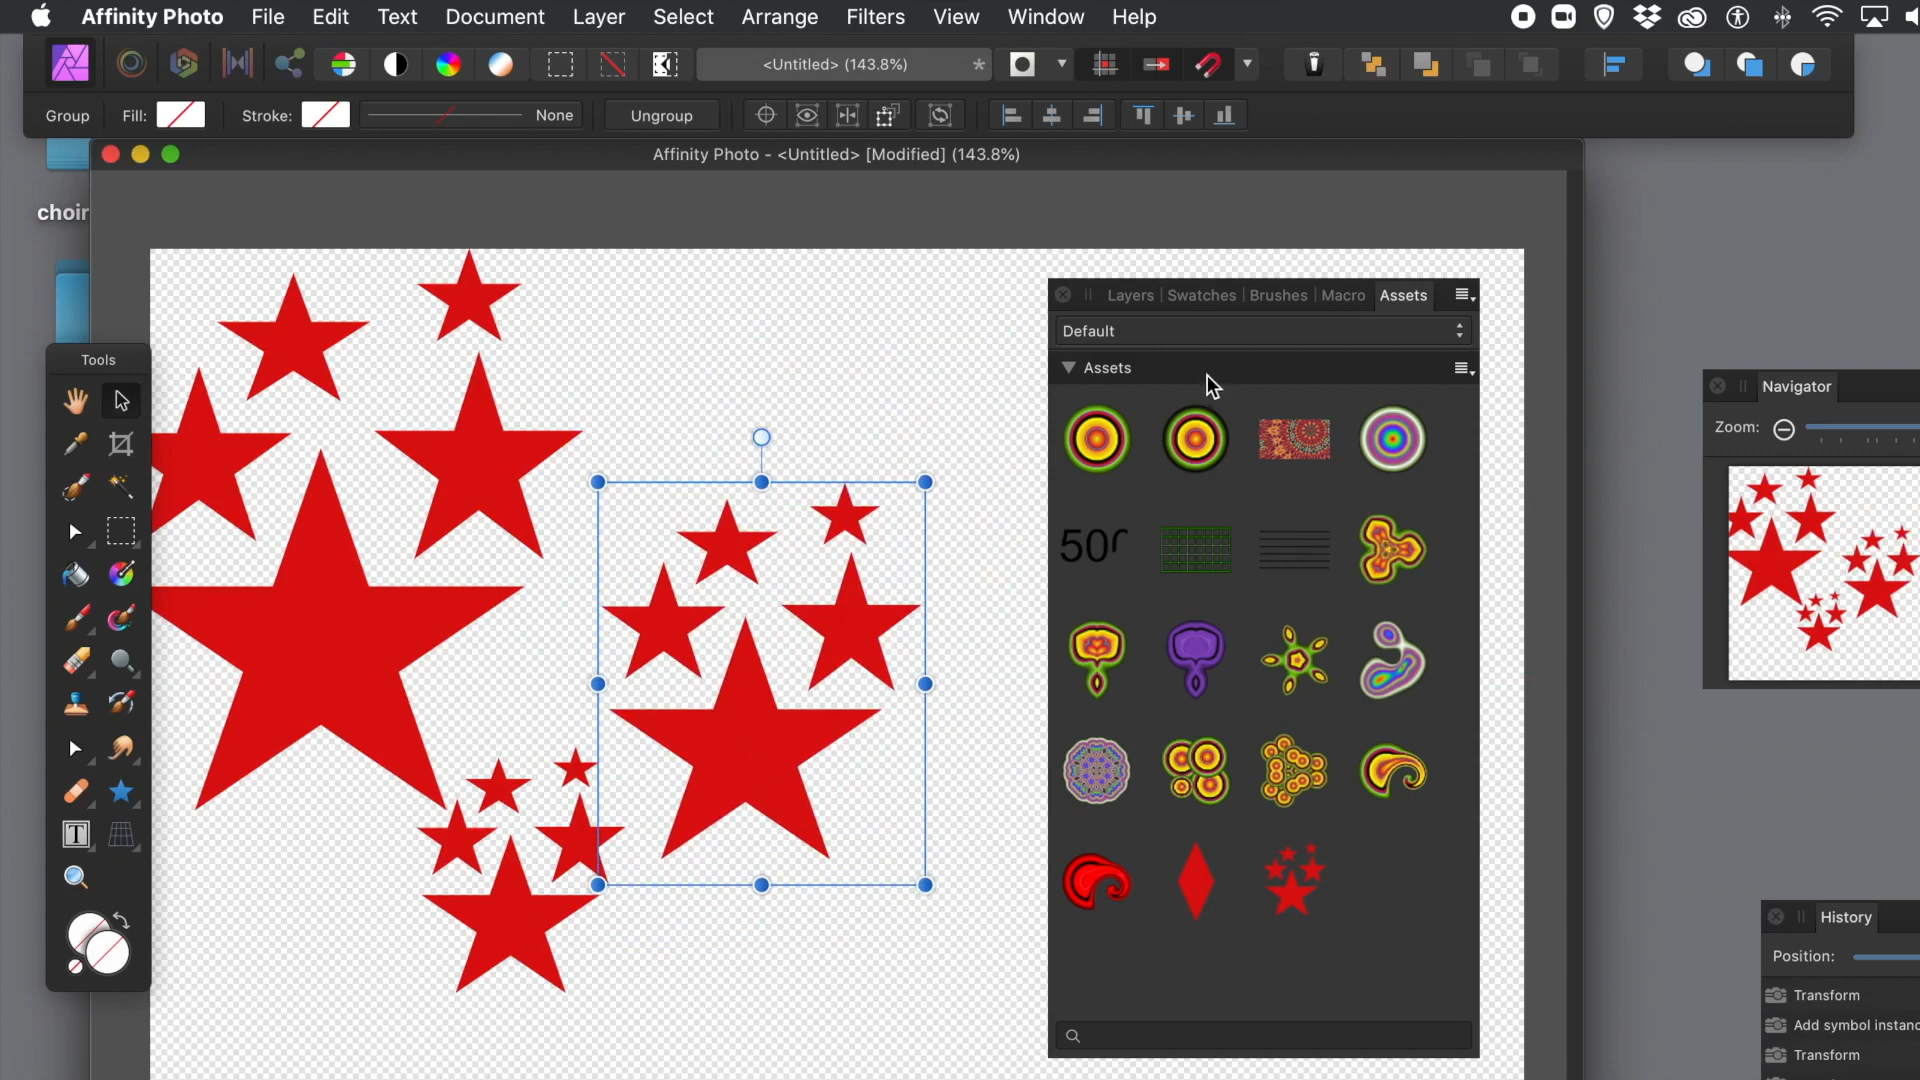 Affinity Photo File Edit Text Document Layer Select Arrange Filters View Window Help
<Untitled> (143.8%) *
Group Fill: Stroke: None Ungroup
Affinity Photo - <Untitled> [Modified] (143.8%)
choir
Tools
Layers Swatches Brushes Macro Assets
Default
Assets
50
Navigator
Zoom:
History
Position:
Transform
Add symbol instanc
Transform